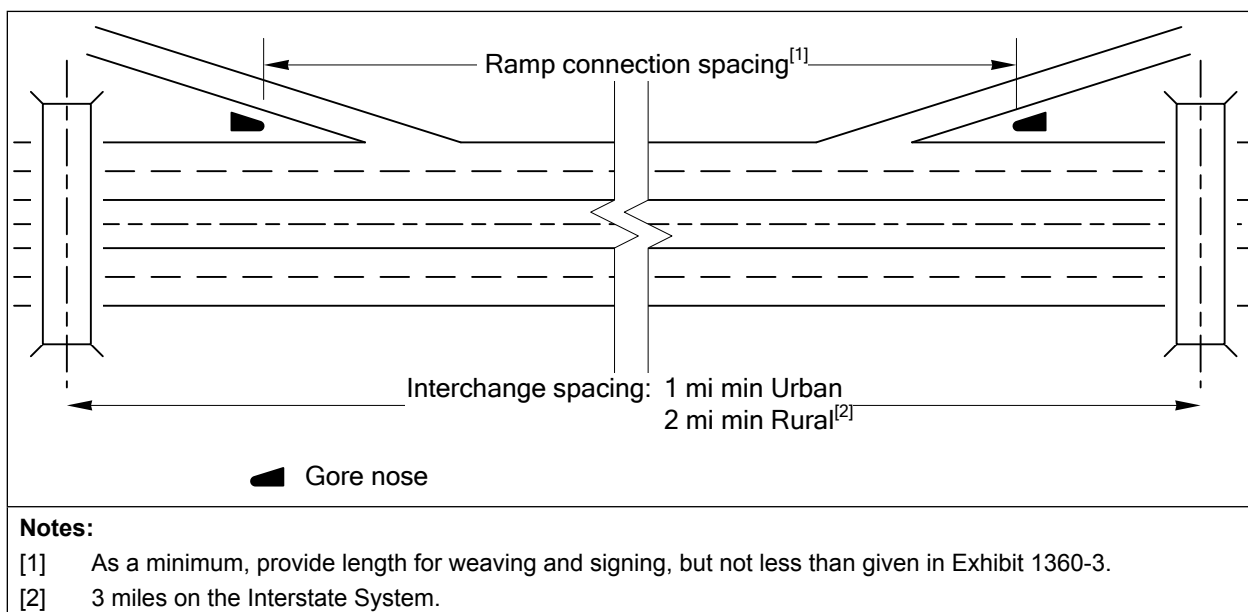 Ramp connection spacing[1]
Interchange spacing: 1 mi min Urban
2 mi min Rural[2]
Gore nose
Notes:
[1] As a minimum, provide length for weaving and signing, but not less than given in Exhibit 1360-3.
[2] 3 miles on the Interstate System.